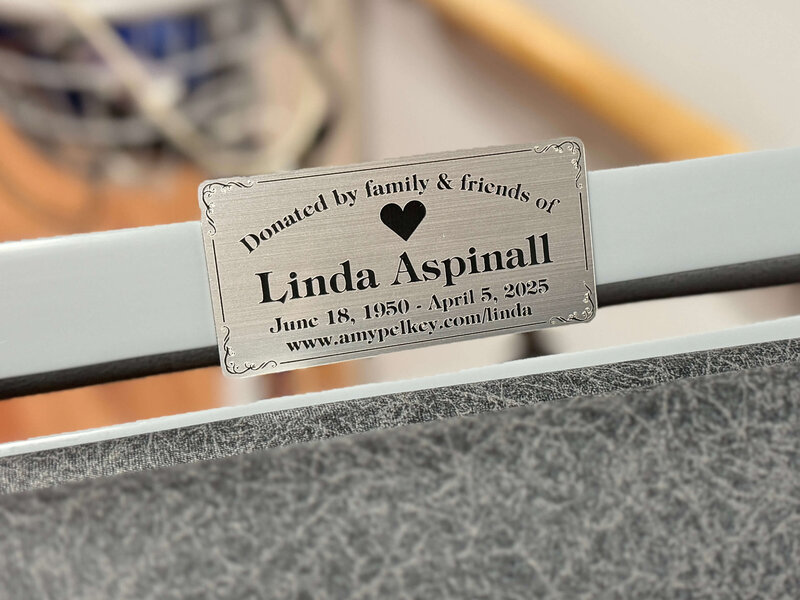 Donated by family & friends of
Linda Aspinall
June 18, 1950 - April 5, 2025
www.amypelkey.com/linda